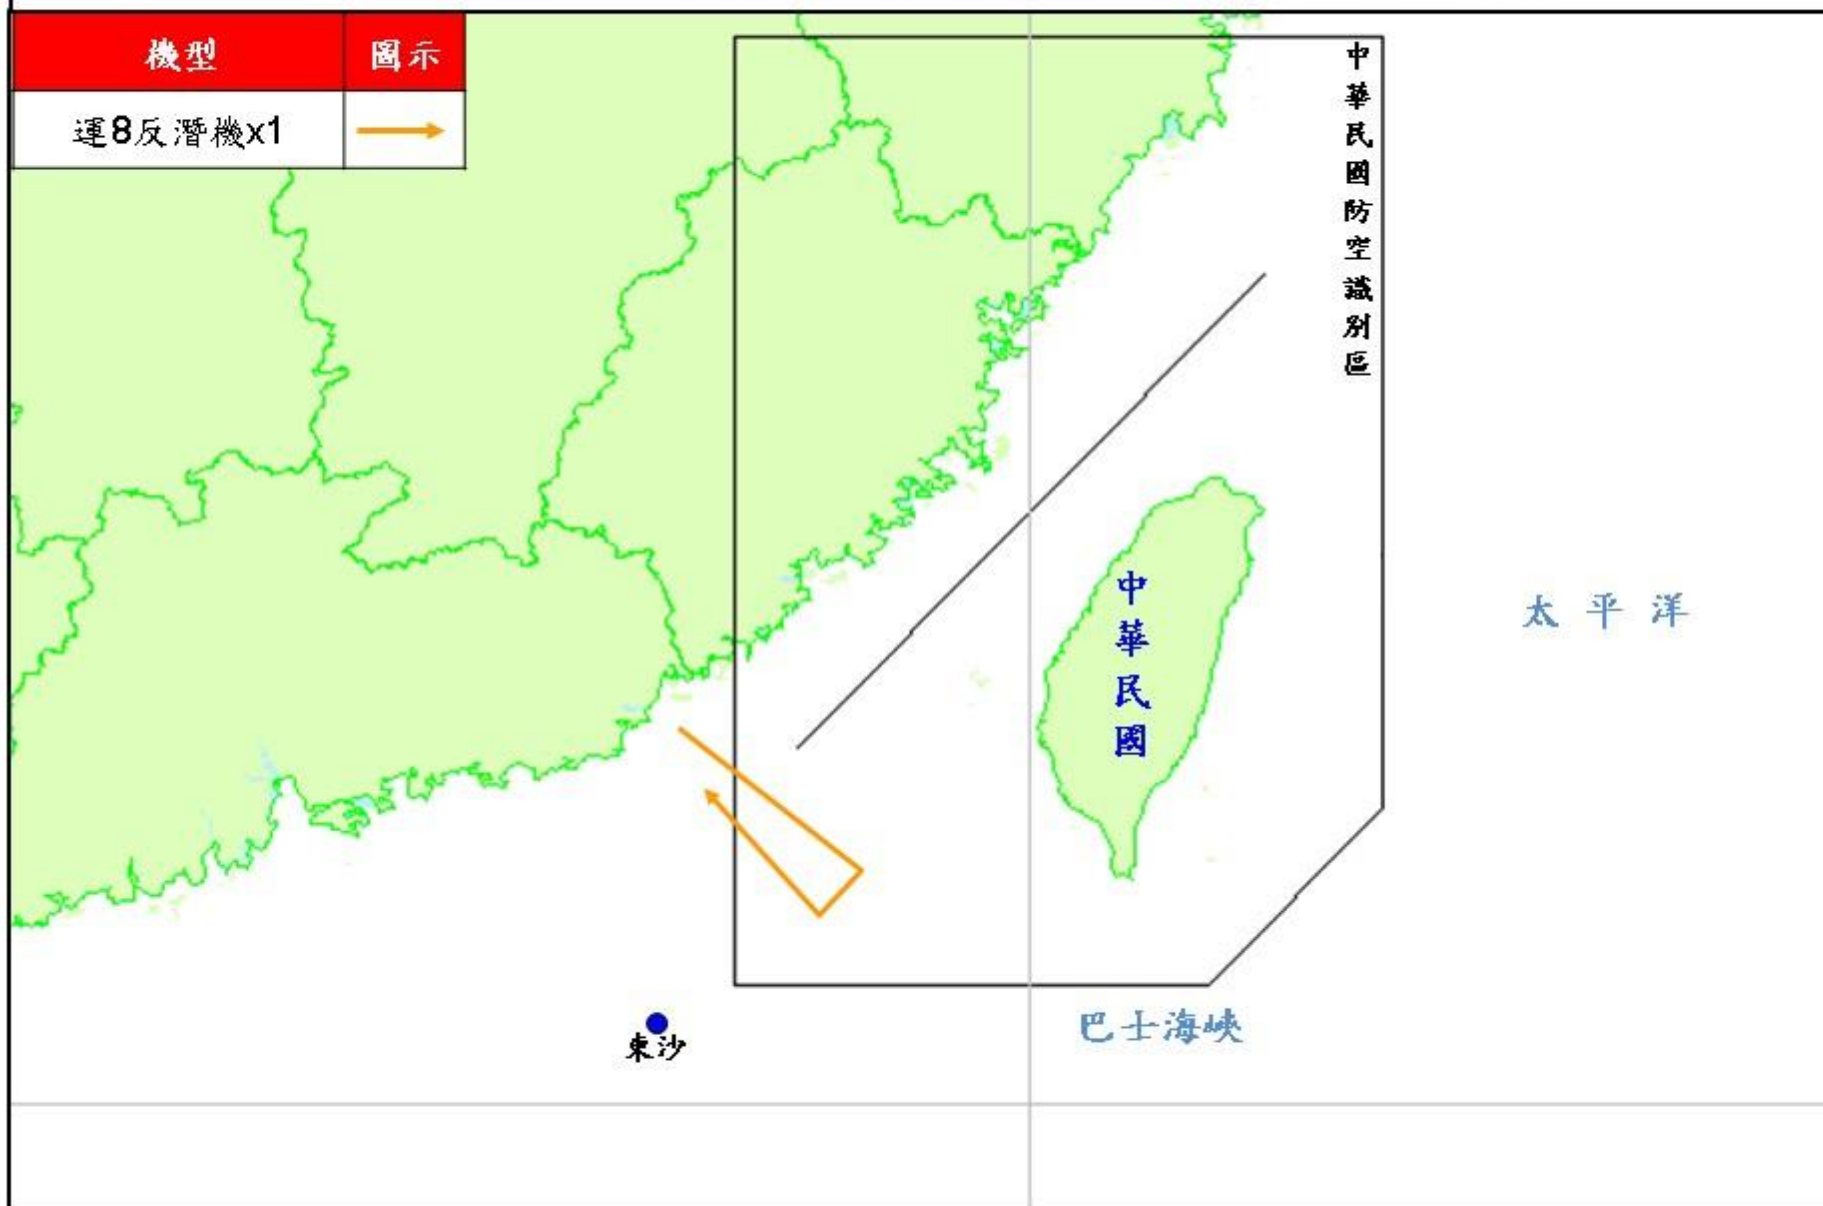 機型 圖示
運8反潛機x1
中華民國防空識別區
中華民國
太平洋
巴士海峽
東沙